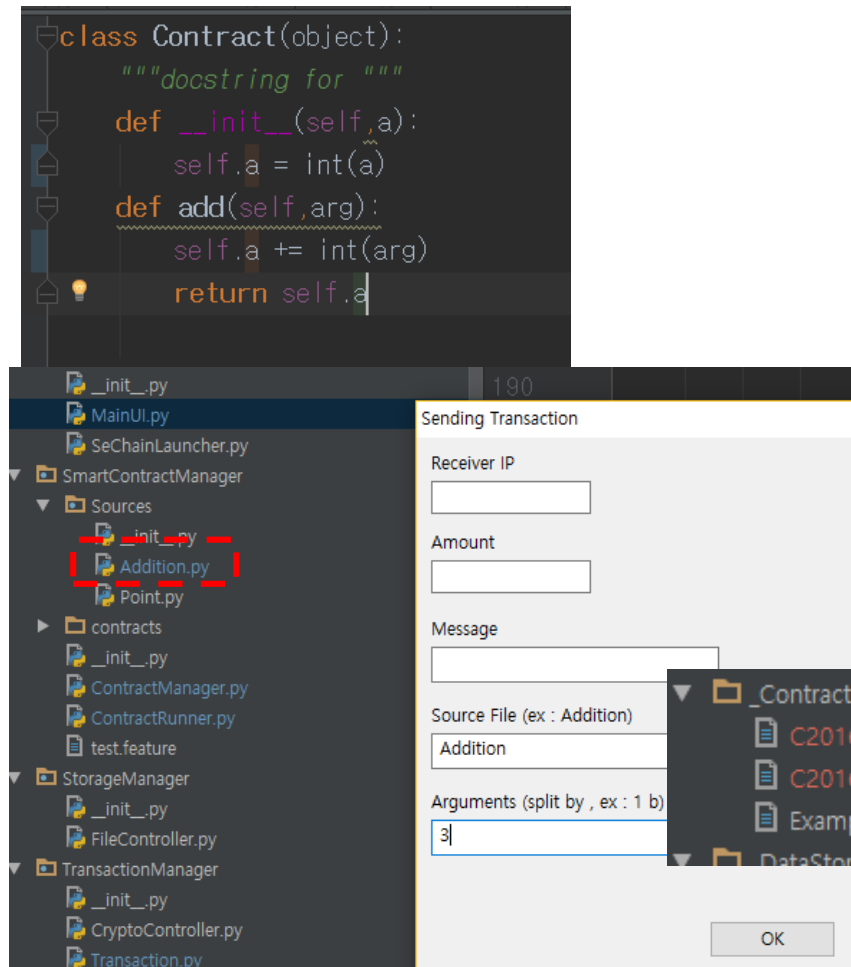 class Contract(object):
"""docstring for """
def __init__(self,a):
self.a = int(a)
def add(self,arg):
self.a += int(arg)
return self.a
__init__.py
190
MainUI.py
SeChainLauncher.py
SmartContractManager
Sources
__init__.py
Addition.py
Point.py
contracts
__init__.py
ContractManager.py
ContractRunner.py
test.feature
StorageManager
__init__.py
FileController.py
TransactionManager
__init__.py
CryptoController.py
Transaction.py
Sending Transaction
Receiver IP
Amount
Message
Source File (ex : Addition)
Addition
Arguments (split by , ex : 1 b)
3
OK
_Contract
C2016
C2016
Examp
DataStor